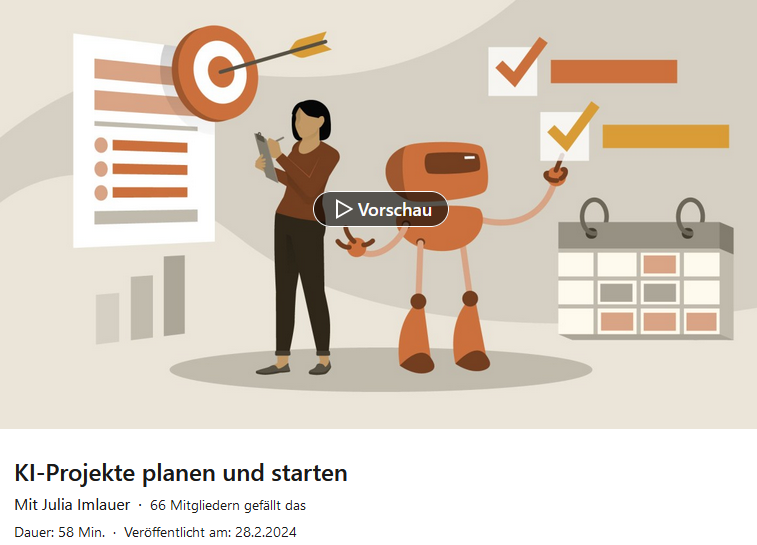 Vorschau
KI-Projekte planen und starten
Mit Julia Imlauer · 66 Mitgliedern gefällt das
Dauer: 58 Min. · Veröffentlicht am: 28.2.2024